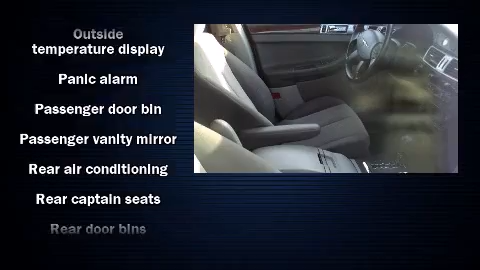 Outside
temperature display
Panic alarm
Passenger door bin
Passenger vanity mirror
Rear air conditioning
Rear captain seats
Rear door bins